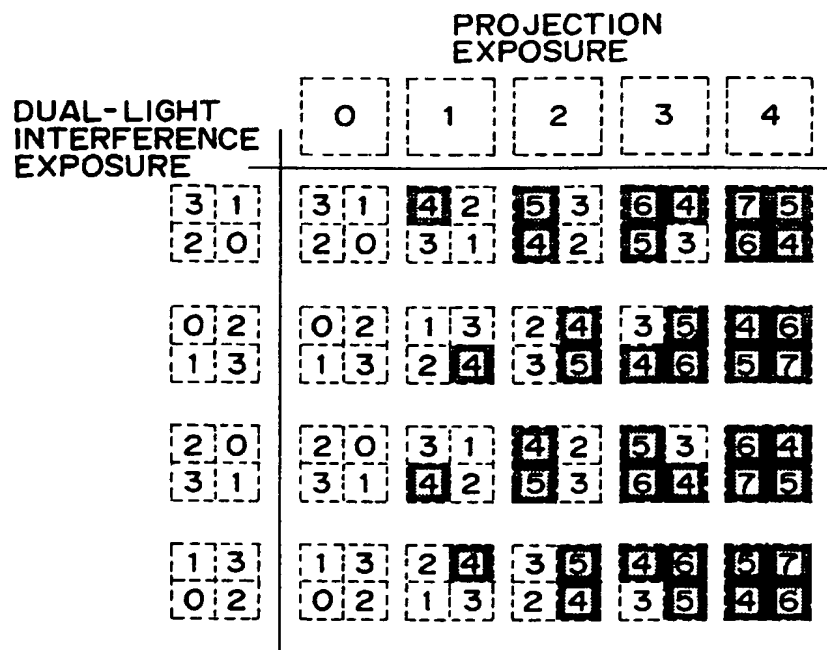 PROJECTION
EXPOSURE
DUAL-LIGHT
INTERFERENCE
EXPOSURE
0 1 2 3 4
3 1 3 1 4 2 5 3 6 4 7 5
2 0 2 0 3 1 4 2 5 3 6 4
0 2 0 2 1 3 2 4 3 5 4 6
1 3 1 3 2 4 3 5 4 6 5 7
2 0 2 0 3 1 4 2 5 3 6 4
3 1 3 1 4 2 5 3 6 4 7 5
1 3 1 3 2 4 3 5 4 6 5 7
0 2 0 2 1 3 2 4 3 5 4 6